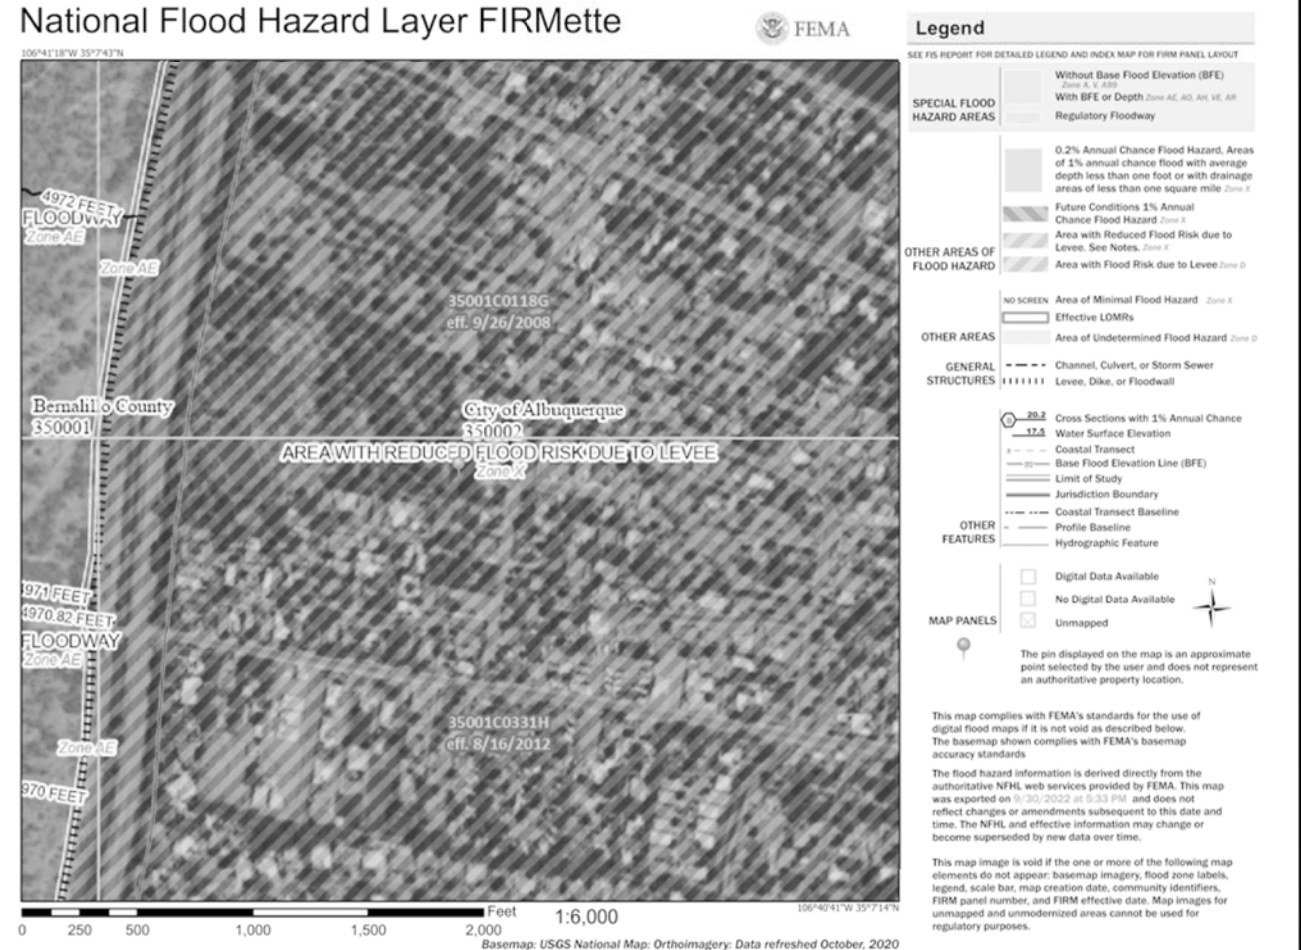 National Flood Hazard Layer FIRMette
FEMA
106°41'18"W 35°7'43"N
4972 FEET
FLOODWAY
Zone AE
Zone AE
35001C0118G
eff. 9/26/2008
Bernalillo County
350001
City of Albuquerque
350002
AREA WITH REDUCED FLOOD RISK DUE TO LEVEE
Zone X
971 FEET
4970.82 FEET
FLOODWAY
Zone AE
35001C0331H
eff. 8/16/2012
Zone AE
970 FEET
0 250 500 1,000 1,500 2,000
Feet
1:6,000
106°40'41"W 35°7'14"N
Basemap: USGS National Map: Orthoimagery: Data refreshed October, 2020
Legend
SEE FIS REPORT FOR DETAILED LEGEND AND INDEX MAP FOR FIRM PANEL LAYOUT
SPECIAL FLOOD
HAZARD AREAS
Without Base Flood Elevation (BFE)
Zone A, V, A99
With BFE or Depth Zone AE, AO, AH, VE, AR
Regulatory Floodway
OTHER AREAS OF
FLOOD HAZARD
0.2% Annual Chance Flood Hazard, Areas
of 1% annual chance flood with average
depth less than one foot or with drainage
areas of less than one square mile Zone X
Future Conditions 1% Annual
Chance Flood Hazard Zone X
Area with Reduced Flood Risk due to
Levee. See Notes. Zone X
Area with Flood Risk due to Levee Zone D
OTHER AREAS
NO SCREEN Area of Minimal Flood Hazard Zone X
Effective LOMRs
Area of Undetermined Flood Hazard Zone D
GENERAL
STRUCTURES
Channel, Culvert, or Storm Sewer
Levee, Dike, or Floodwall
OTHER
FEATURES
B 20.2 Cross Sections with 1% Annual Chance
17.5 Water Surface Elevation
8 Coastal Transect
Base Flood Elevation Line (BFE)
Limit of Study
Jurisdiction Boundary
Coastal Transect Baseline
Profile Baseline
Hydrographic Feature
MAP PANELS
Digital Data Available
No Digital Data Available
Unmapped
N
The pin displayed on the map is an approximate
point selected by the user and does not represent
an authoritative property location.
This map complies with FEMA's standards for the use of
digital flood maps if it is not void as described below.
The basemap shown complies with FEMA's basemap
accuracy standards
The flood hazard information is derived directly from the
authoritative NFHL web services provided by FEMA. This map
was exported on 9/30/2022 at 5:33 PM and does not
reflect changes or amendments subsequent to this date and
time. The NFHL and effective information may change or
become superseded by new data over time.
This map image is void if the one or more of the following map
elements do not appear: basemap imagery, flood zone labels,
legend, scale bar, map creation date, community identifiers,
FIRM panel number, and FIRM effective date. Map images for
unmapped and unmodernized areas cannot be used for
regulatory purposes.